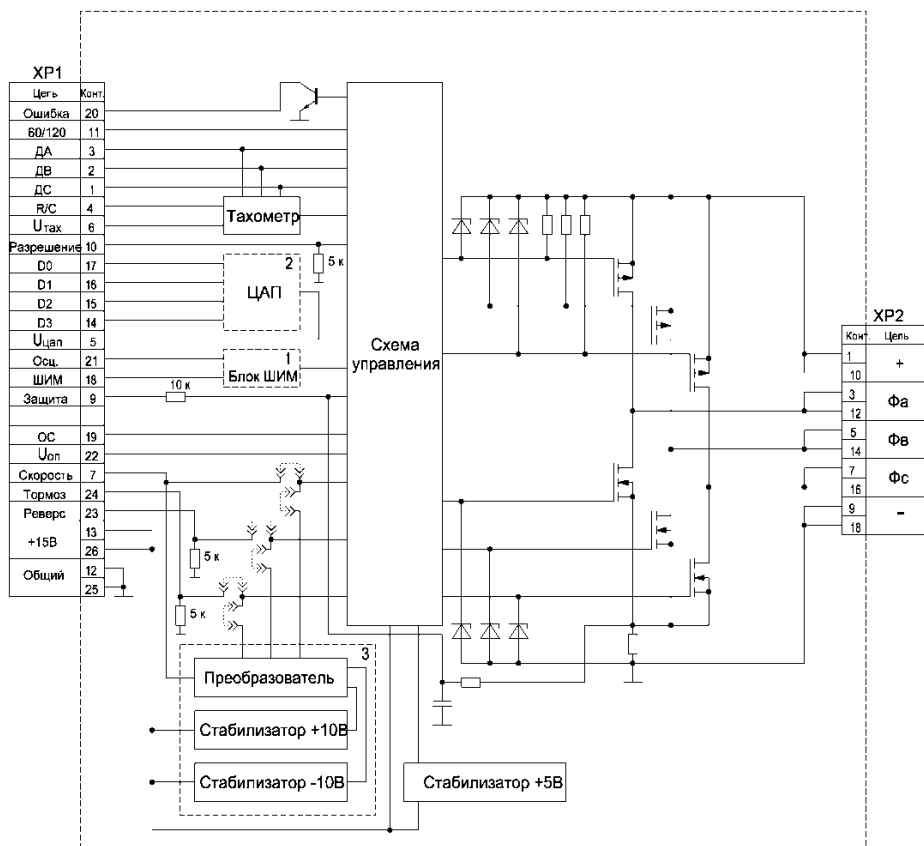 XP1
Цепь Конт.
Ошибка 20
60/120 11
ДА 3
ДВ 2
ДС 1
R/C 4
Uтах 6
Разрешение 10
D0 17
D1 16
D2 15
D3 14
Uцап 5
Осц. 21
ШИМ 18
Защита 9
ОС 19
Uоп 22
Скорость 7
Тормоз 24
Реверс 23
+15В 13
26
Общий 12
25
Тахометр
5 к
2
ЦАП
1
Блок ШИМ
10 к
Схема
управления
5 к
5 к
3
Преобразователь
Стабилизатор +10В
Стабилизатор -10В
Стабилизатор +5В
XP2
Конт. Цепь
1 +
10
3 Фа
12
5 Фв
14
7 Фс
16
9 -
18